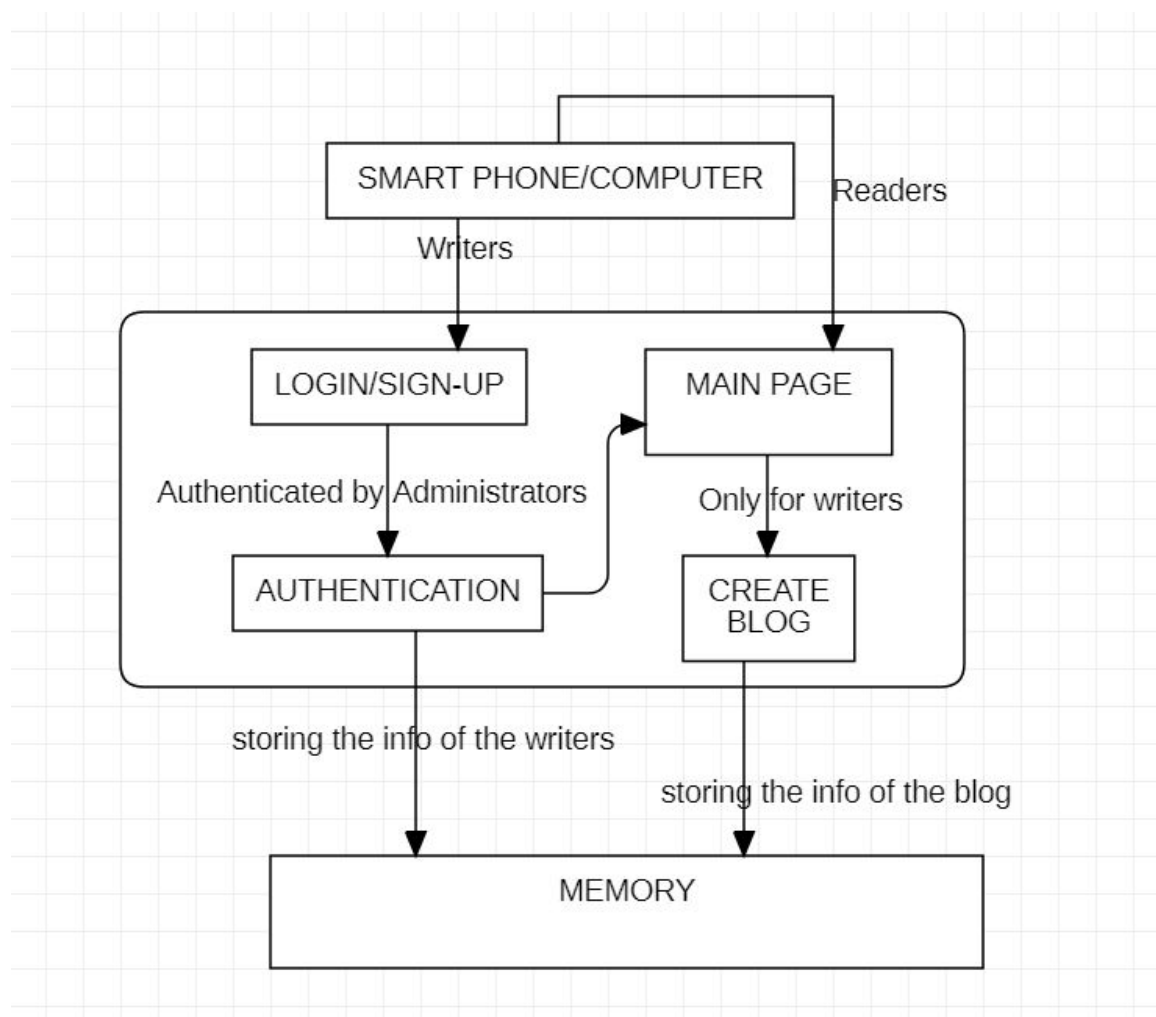 SMART PHONE/COMPUTER
Readers
Writers
LOGIN/SIGN-UP
MAIN PAGE
Authenticated by Administrators
Only for writers
AUTHENTICATION
CREATE
BLOG
storing the info of the writers
storing the info of the blog
MEMORY